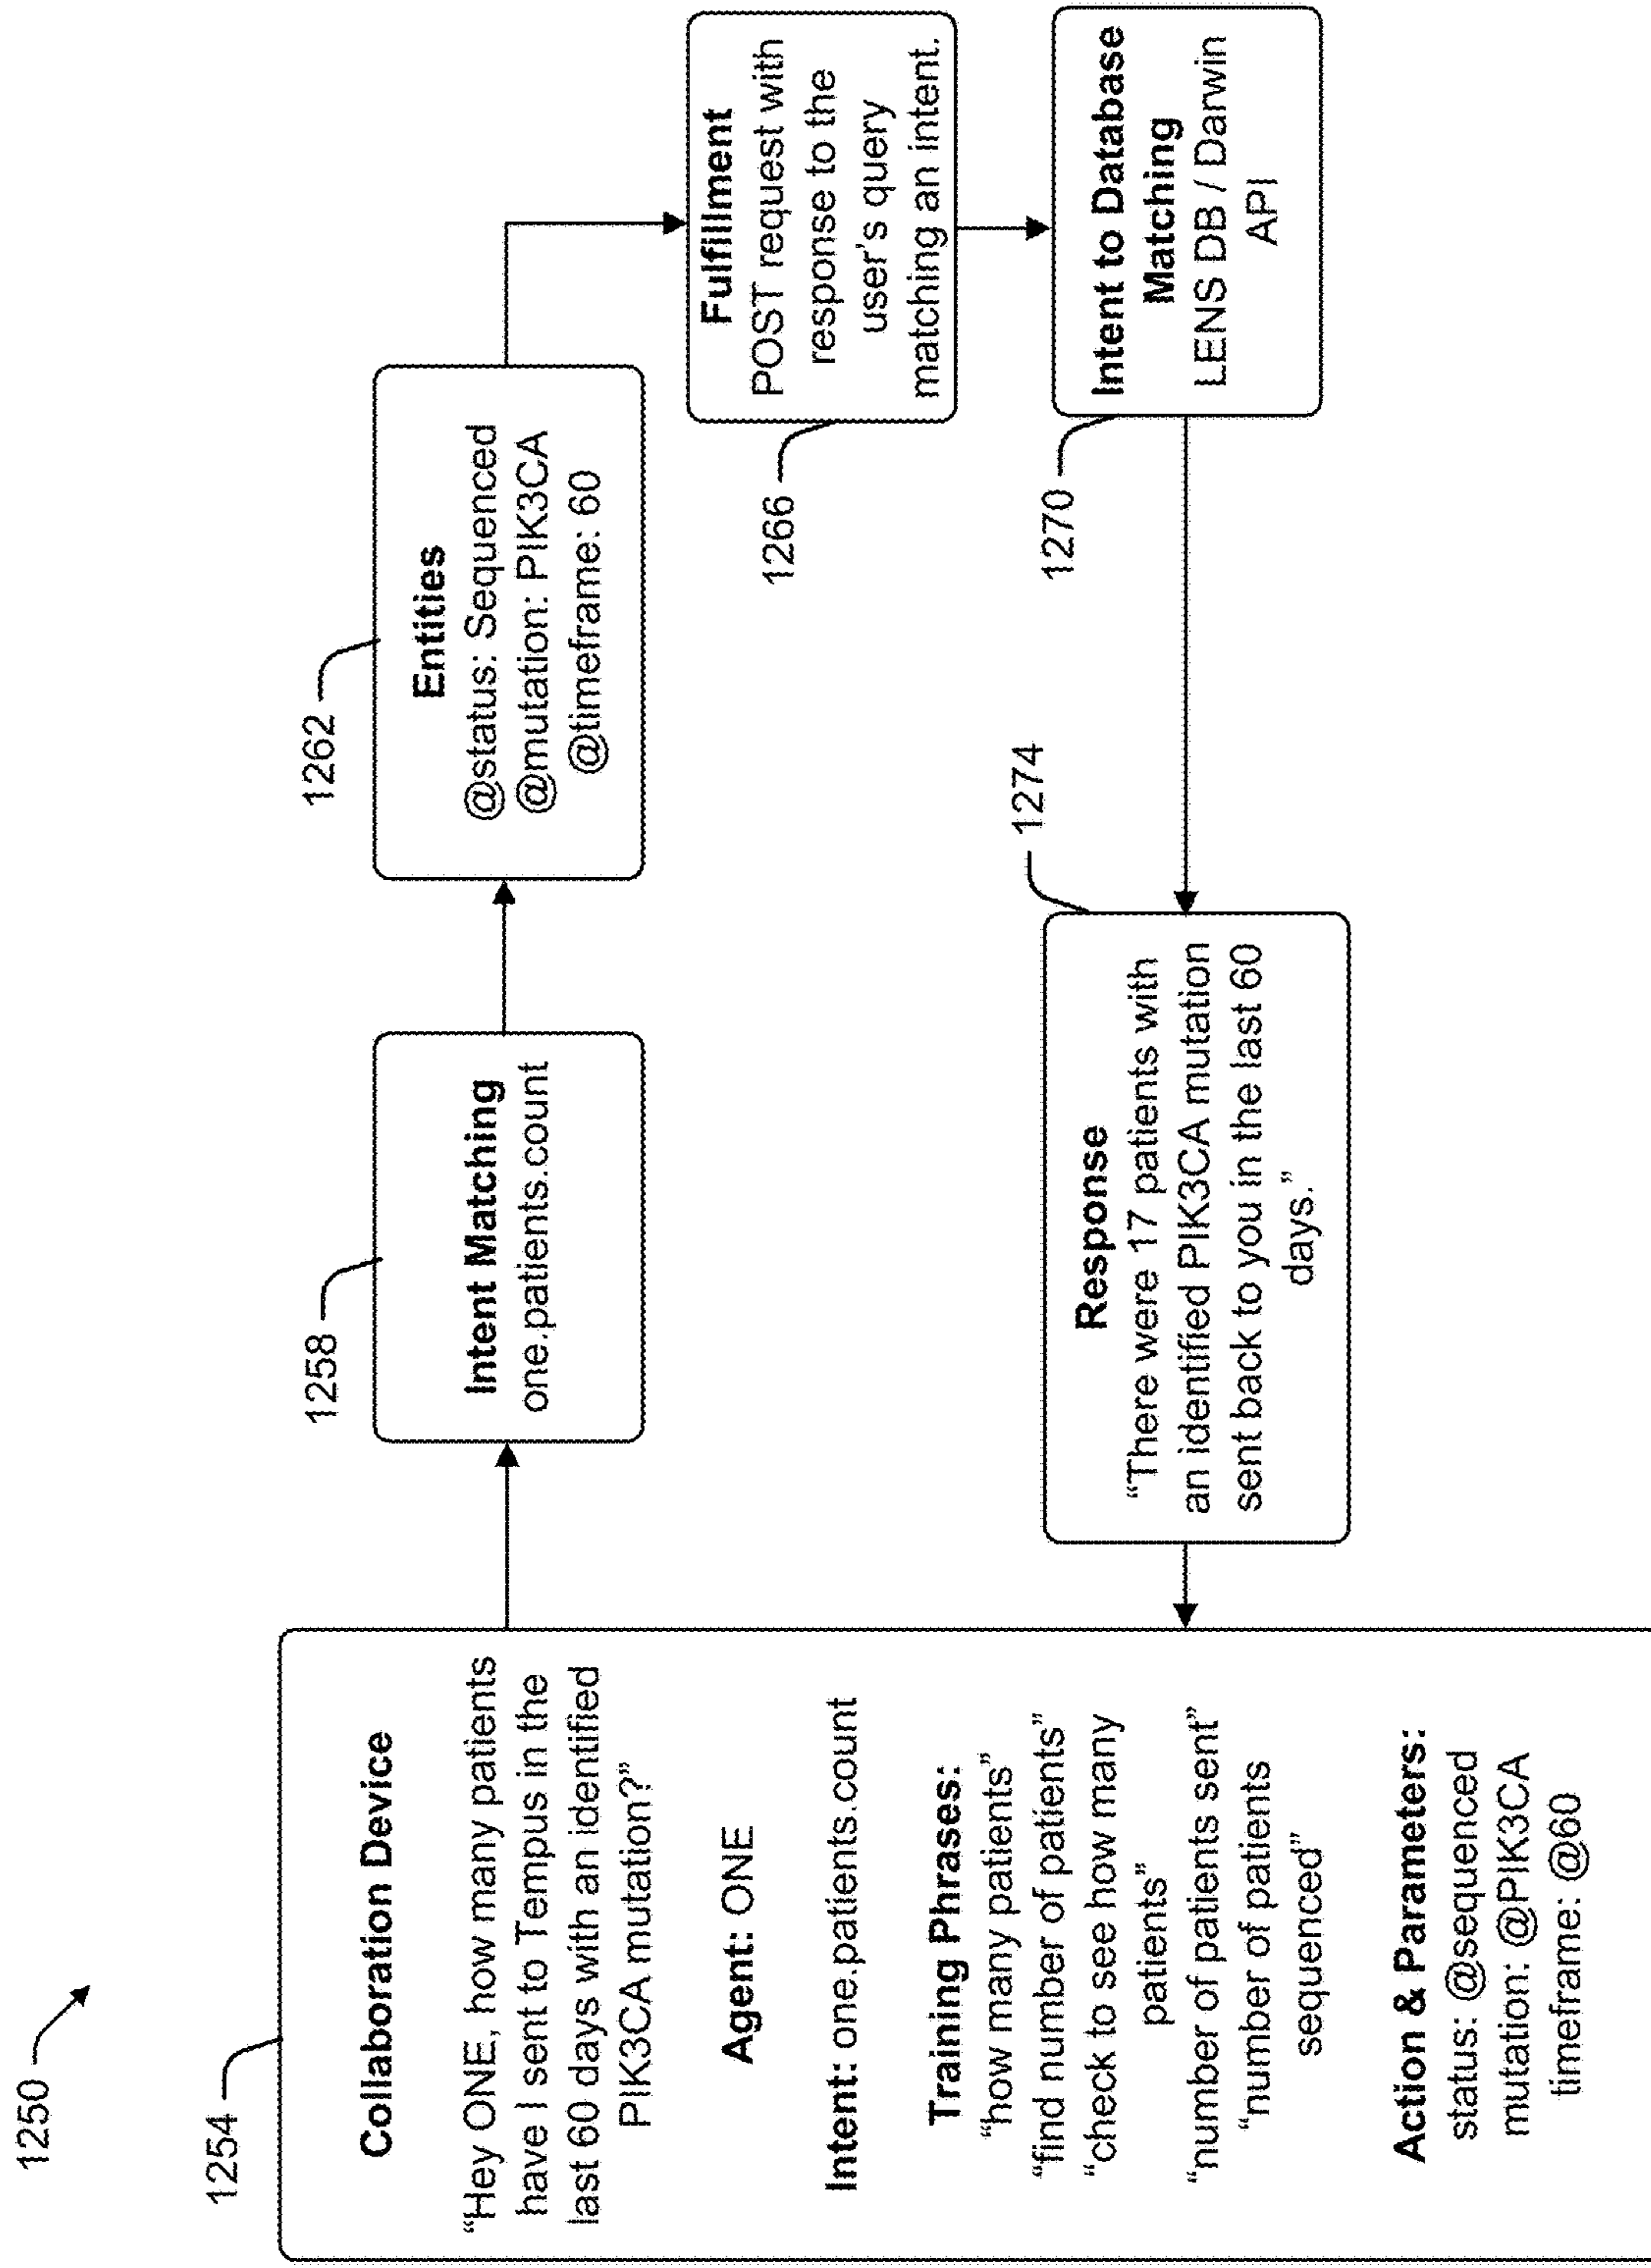 1250
1254
Collaboration Device
“Hey ONE, how many patients
have I sent to Tempus in the
last 60 days with an identified
PIK3CA mutation?”
Agent: ONE
Intent: one.patients.count
Training Phrases:
“how many patients”
“find number of patients”
“check to see how many
patients”
“number of patients sent”
“number of patients
sequenced”
Action & Parameters:
status: @sequenced
mutation: @PIK3CA
timeframe: @60
1258
Intent Matching
one.patients.count
1262
Entities
@status: Sequenced
@mutation: PIK3CA
@timeframe: 60
1266
Fulfillment
POST request with
response to the
user’s query
matching an intent.
1270
Intent to Database
Matching
LENS DB / Darwin
API
1274
Response
“There were 17 patients with
an identified PIK3CA mutation
sent back to you in the last 60
days.”